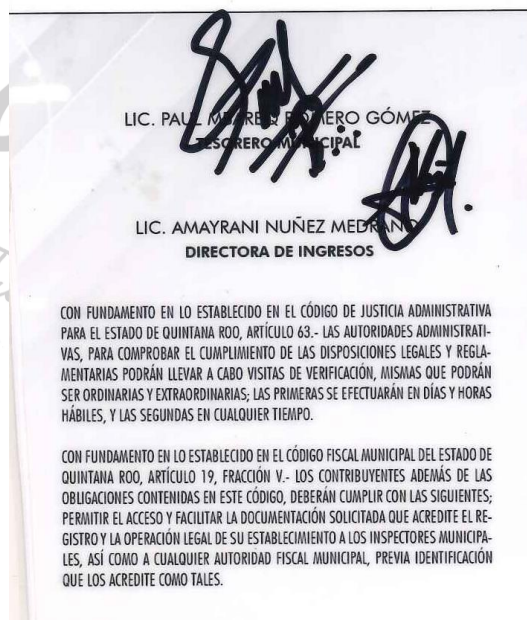 LIC. PAUL ROMERO GÓMEZ
TESORERO MUNICIPAL
LIC. AMAYRANI NUÑEZ MEDRANO
DIRECTORA DE INGRESOS
CON FUNDAMENTO EN LO ESTABLECIDO EN EL CÓDIGO DE JUSTICIA ADMINISTRATIVA
PARA EL ESTADO DE QUINTANA ROO, ARTÍCULO 63.- LAS AUTORIDADES ADMINISTRATI-
VAS, PARA COMPROBAR EL CUMPLIMIENTO DE LAS DISPOSICIONES LEGALES Y REGLA-
MENTARIAS PODRÁN LLEVAR A CABO VISITAS DE VERIFICACIÓN, MISMAS QUE PODRÁN
SER ORDINARIAS Y EXTRAORDINARIAS; LAS PRIMERAS SE EFECTUARÁN EN DÍAS Y HORAS
HÁBILES, Y LAS SEGUNDAS EN CUALQUIER TIEMPO.
CON FUNDAMENTO EN LO ESTABLECIDO EN EL CÓDIGO FISCAL MUNICIPAL DEL ESTADO DE
QUINTANA ROO, ARTÍCULO 19, FRACCIÓN V.- LOS CONTRIBUYENTES ADEMÁS DE LAS
OBLIGACIONES CONTENIDAS EN ESTE CÓDIGO, DEBERÁN CUMPLIR CON LAS SIGUIENTES;
PERMITIR EL ACCESO Y FACILITAR LA DOCUMENTACIÓN SOLICITADA QUE ACREDITE EL RE-
GISTRO Y LA OPERACIÓN LEGAL DE SU ESTABLECIMIENTO A LOS INSPECTORES MUNICIPA-
LES, ASÍ COMO A CUALQUIER AUTORIDAD FISCAL MUNICIPAL, PREVIA IDENTIFICACIÓN
QUE LOS ACREDITE COMO TALES.